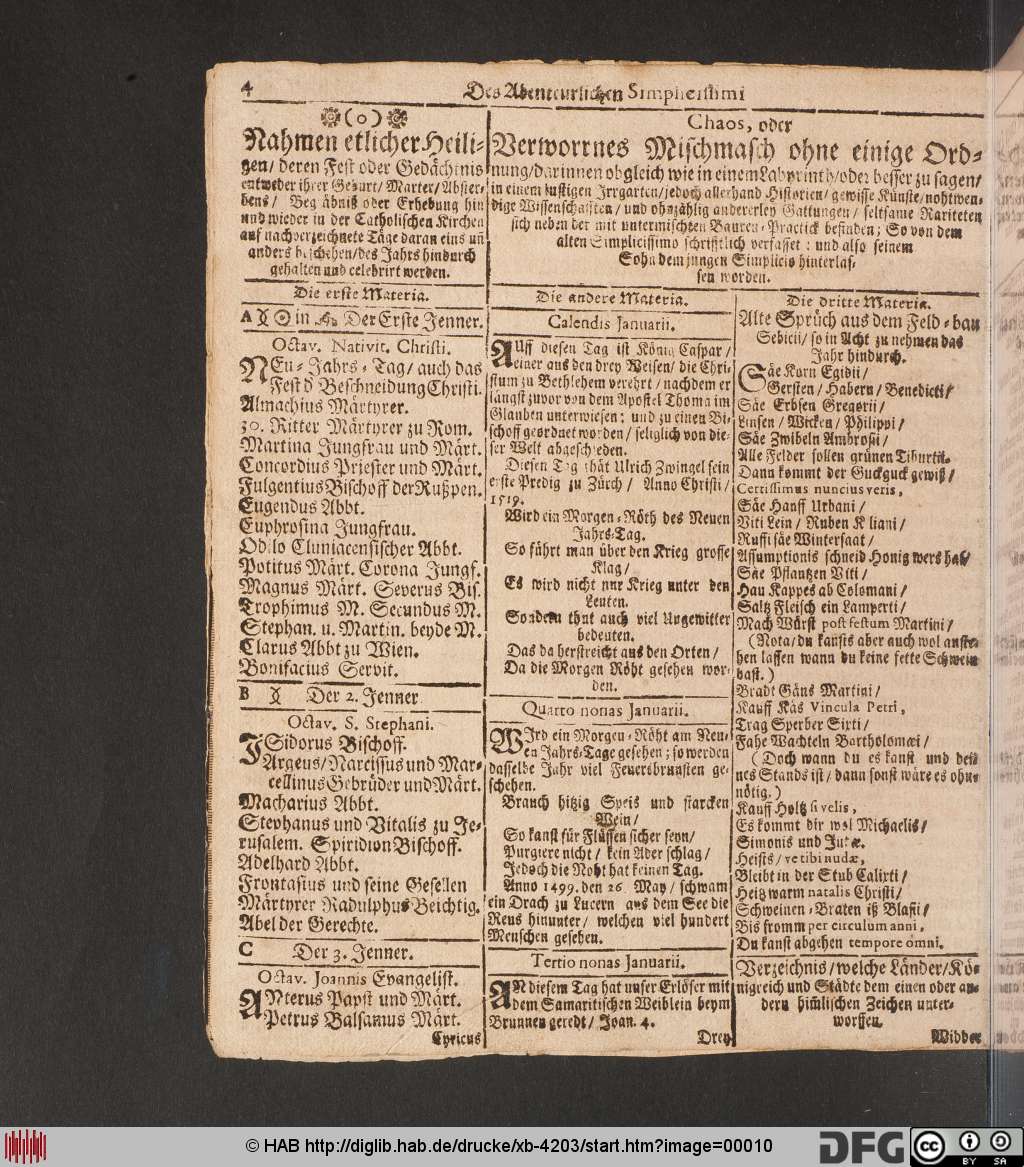 4
Des Abenteurlichen Simplicissimi
(o)
Nahmen etlicher Heili-
gen/ deren Fest oder Gedächtnis
entweder ihrer Geburt/ Marter/ Abster-
bens/ Begräbniß oder Erhebung hin
und wieder in der Catholischen Kirchen
auf nachverzeichnete Täge daran eins uñ
anders beschehen/ des Jahrs hindurch
gehalten und celebrirt werden.
Die erste Materia.
A ☉ in Der Erste Jenner.
Octav. Nativit. Christi.
NEu-Jahrs-Tag/ auch das
Fest d Beschneidung Christi.
Almachius Märtyrer.
30. Ritter Märtyrer zu Rom.
Martina Jungfrau und Märt.
Concordius Priester und Märt.
Fulgentius Bischoff der Rußpen.
Eugendus Abbt.
Euphrosina Jungfrau.
Odilo Cluniacensischer Abbt.
Potitus Märt. Corona Jungf.
Magnus Märt. Severus Bis.
Trophimus M. Secundus M.
Stephan. u. Martin. beyde M.
Clarus Abbt zu Wien.
Bonifacius Servit.
B Der 2. Jenner
Octav. S. Stephani.
ISidorus Bischoff.
Argeus/ Narcissus und Mar-
cellinus Gebrüder und Märt.
Macharius Abbt.
Stephanus und Vitalis zu Je-
rusalem. Spiridion Bischoff.
Adelhard Abbt.
Frontasius und seine Gesellen
Märtyrer Radulphus Beichtig.
Abel der Gerechte.
C Der 3. Jenner.
Octav. Joannis Evangelist.
ANterus Papst und Märt.
Petrus Balsamus Märt.
Cyricus
Chaos, oder
Verworrnes Mischmasch ohne einige Ord-
nung/ darinnen obgleich wie in einem Labyrinth/ oder besser zu sagen/
in einem lustigen Irrgarten/ jedoch allerhand Historien/ gewisse Künste/ nohtwen-
dige Wissenschafften/ und ohnzählig andererley Gattungen/ seltsame Rariteten
sich neben der mit untermischten Bauren-Practick befinden; So von dem
alten Simplicissimo schrifftlich verfasset: und also seinem
Sohn dem jungen Simplicio hinterlas-
sen worden.
Die andere Materia.
Calendis Januarii.
AUff diesen Tag ist König Caspar/
einer aus den drey Weisen/ die Chri-
stum zu Bethlehem verehrt/ nachdem er
längst zuvor von dem Apostel Thoma im
Glauben unterwiesen; und zu einen Bi-
schoff geordnet worden/ seliglich von die-
ser Welt abgeschieden.
Diesen Tag thät Ulrich Zwingel sein
erste Predig zu Zürch/ Anno Christi/
1519.
Wird ein Morgen-Röth des Neuen
Jahrs-Tag.
So fährt man über den Krieg grosse
Klag/
Es wird nicht nur Krieg unter den
Leuten.
Sondern thut auch viel Ungewitter
bedeuten.
Das da herstreicht aus den Orten/
Da die Morgen Röht gesehen wor-
den.
Quarto nonas Januarii.
WIrd ein Morgen-Röht am Neu-
en Jahrs-Tage gesehen; so werden
dasselbe Jahr viel Feuersbrunsten ge-
schehen.
Brauch hitzig Speis und starcken
Wein/
So kanst für Flüssen sicher seyn/
Purgiere nicht/ kein Ader schlag/
Jedoch die Noht hat keinen Tag.
Anno 1499. den 26. May/ schwam
ein Drach zu Lucern aus dem See die
Reus hinunter/ welchen viel hundert
Menschen gesehen.
Tertio nonas Januarii.
AN diesem Tag hat unser Erlöser mit
dem Samaritischen Weiblein beym
Brunnen geredt/ Joan. 4.
Drey
Die dritte Materia.
Alte Sprüch aus dem Feld-bau
Sebicii/ so in Acht zu nehmen das
Jahr hindurch.
Säe Korn Egidii/
Gersten/ Habern/ Benedicti/
Säe Erbsen Gregorii/
Linsen/ Wicken/ Philippi/
Säe Zwibeln Ambrosii/
Alle Felder sollen grünen Tiburtii.
Dann kommt der Guckguck gewiß/
Certissimus nuncius veris,
Säe Hanff Urbani/
Viti Lein/ Ruben Kiliani/
Ruffi säe Wintersaat/
Assumptionis schneid Honig wers hat/
Säe Pflantzen Viti/
Hau Kappes ab Colomani/
Saltz Fleisch ein Lamperti/
Mach Würst post festum Martini/
(Nota/ du kansts aber auch wol anste-
hen lassen wann du keine fette Schwein
hast.)
Bradt Gäns Martini/
Kauff Käs Vincula Petri,
Trag Sperber Sixti/
Fahe Wachteln Bartholomæi/
(Doch wann du es kanst und dei-
nes Stands ist/ dann sonst wäre es ohn-
nötig.)
Kauff Holtz si velis,
Es kommt dir wol Michaelis/
Simonis und Judæ.
Heists/ ve tibi nudæ,
Bleibt in der Stub Calixti/
Heitz warm natalis Christi/
Schweinen-Braten iß Blasii/
Bis fromm per circulum anni,
Du kanst abgehen tempore omni.
Verzeichnis/ welche Länder/ Kö-
nigreich und Städte dem einen oder an-
dern himlischen Zeichen unter-
worffen.
Widder
© HAB http://diglib.hab.de/drucke/xb-4203/start.htm?image=00010
DFG
cc
BY SA